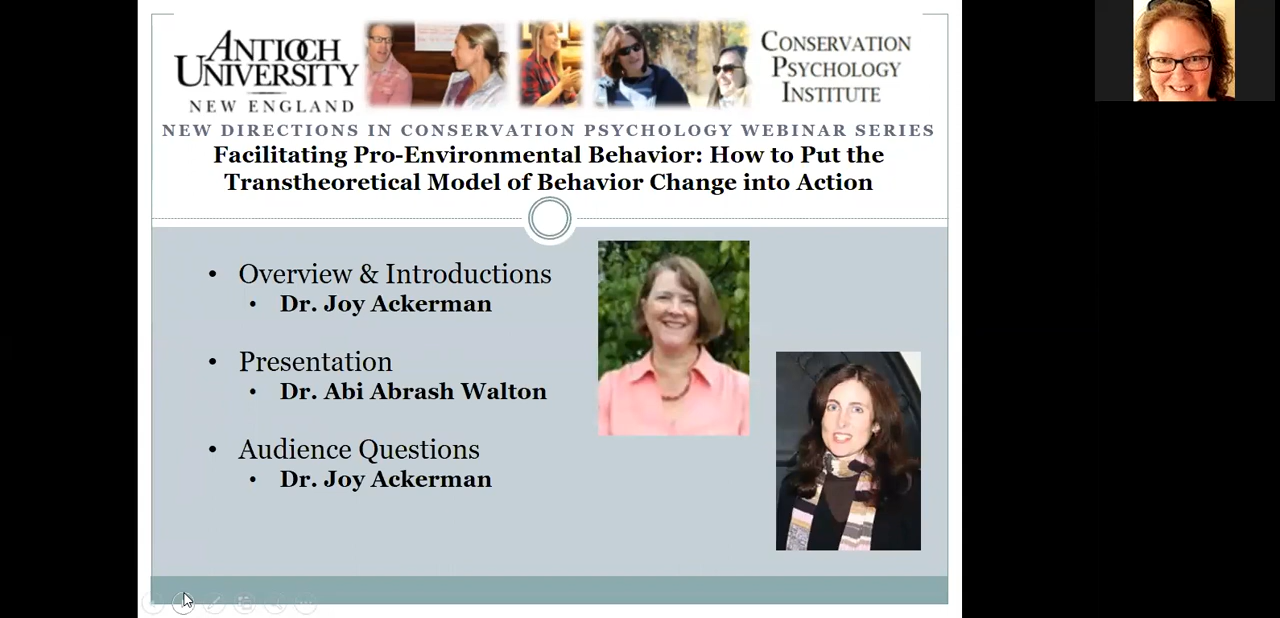 ANTIOCH
UNIVERSITY
NEW ENGLAND
CONSERVATION
PSYCHOLOGY
INSTITUTE
NEW DIRECTIONS IN CONSERVATION PSYCHOLOGY WEBINAR SERIES
Facilitating Pro-Environmental Behavior: How to Put the
Transtheoretical Model of Behavior Change into Action
• Overview & Introductions
• Dr. Joy Ackerman
• Presentation
• Dr. Abi Abrash Walton
• Audience Questions
• Dr. Joy Ackerman